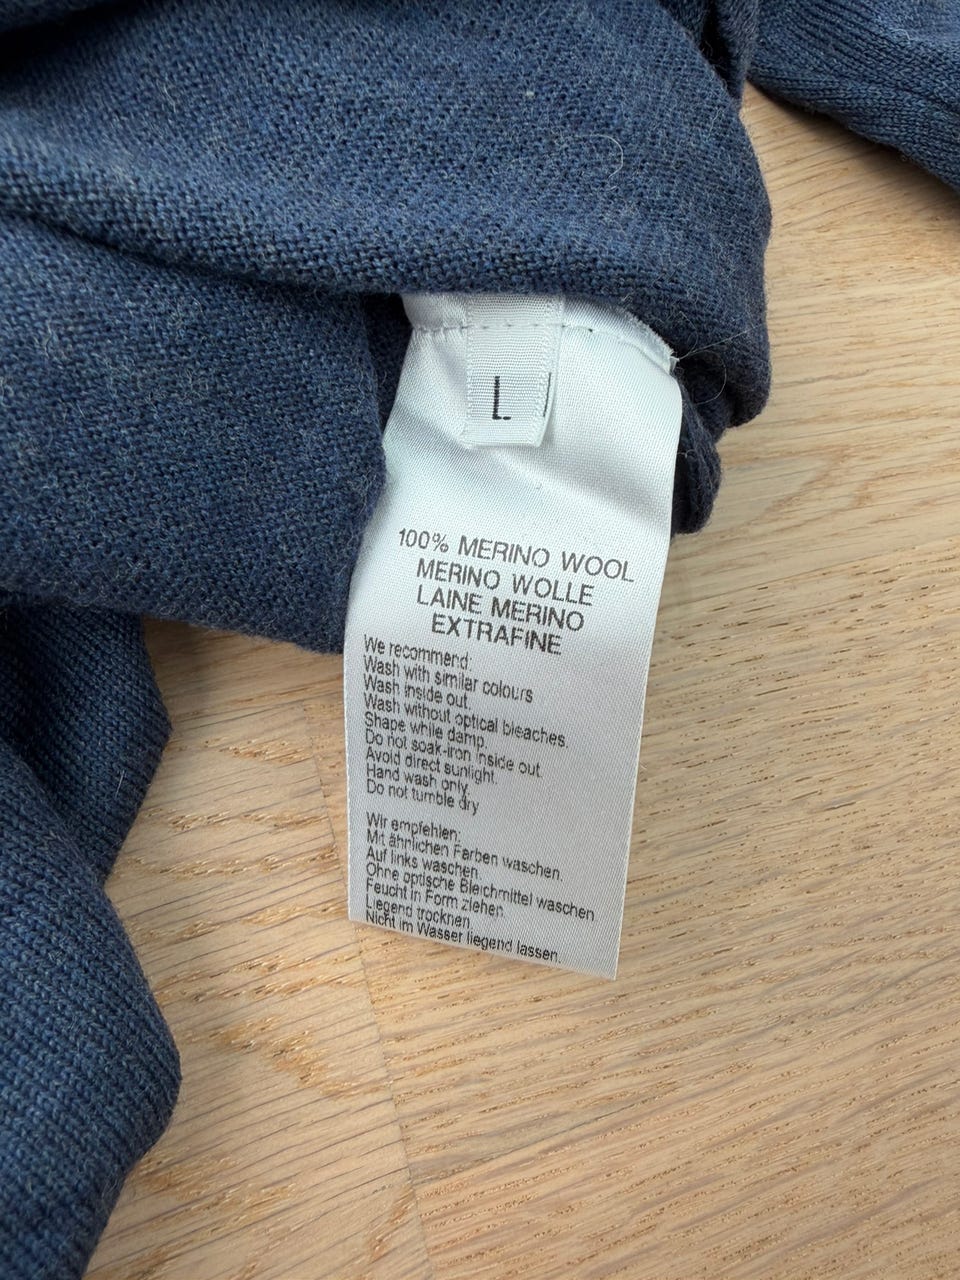 L
100% MERINO WOOL
MERINO WOLLE
LAINE MERINO
EXTRAFINE
We recommend:
Wash with similar colours
Wash inside out.
Wash without optical bleaches.
Shape while damp.
Do not soak-iron inside out.
Avoid direct sunlight.
Hand wash only.
Do not tumble dry
Wir empfehlen:
Mit ähnlichen Farben waschen.
Auf links waschen.
Ohne optische Bleichmittel waschen
Feucht in Form ziehen.
Liegend trocknen.
Nicht im Wasser liegend lassen.